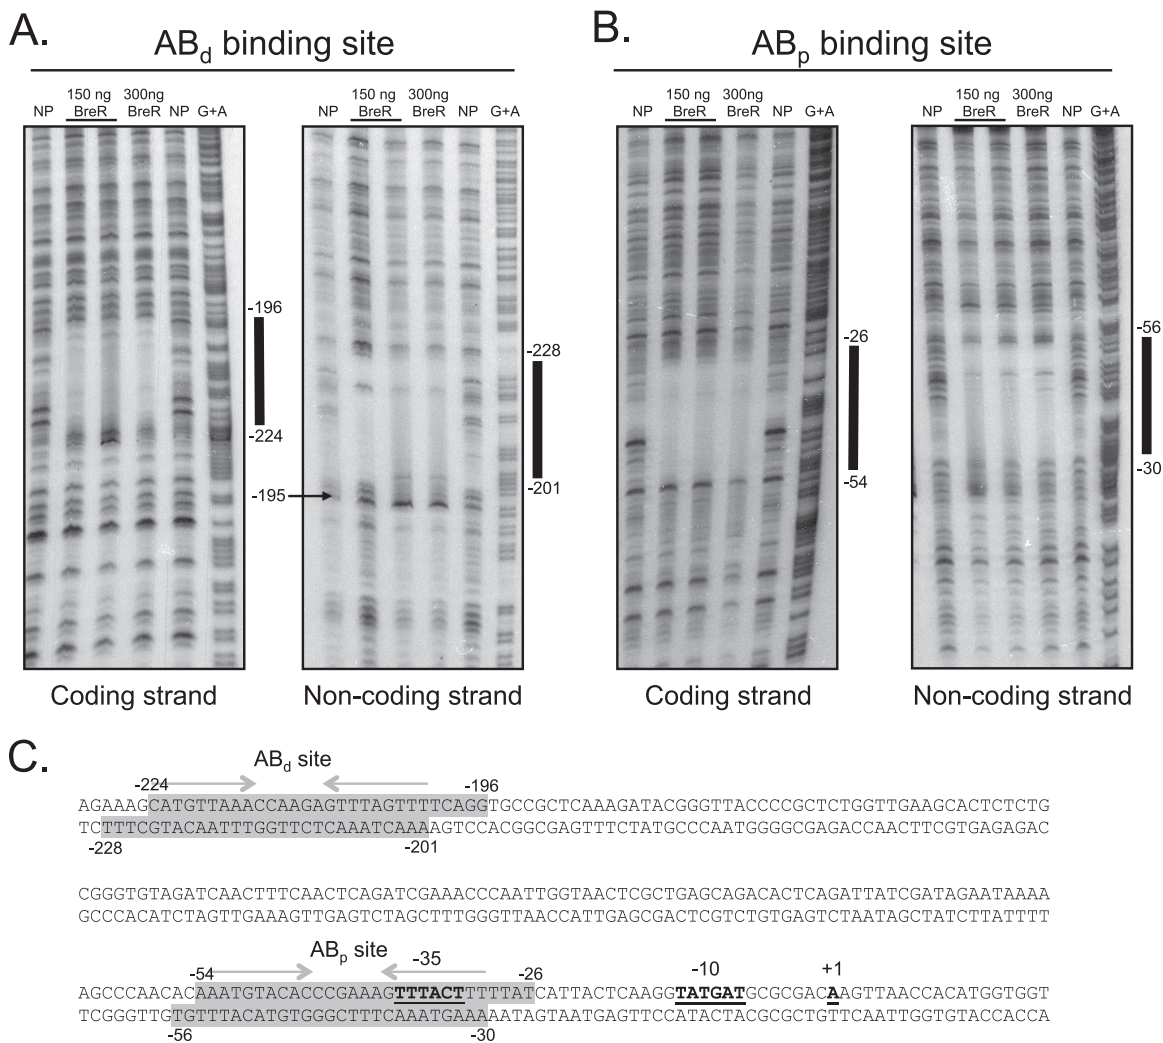 A.
B.
AB_d binding site
AB_p binding site
150 ng 300ng
NP BreR BreR NP G+A
150 ng 300ng
NP BreR BreR NP G+A
150 ng 300ng
NP BreR BreR NP G+A
150 ng 300ng
NP BreR BreR NP G+A
-196
-224
-228
-201
-195
-26
-54
-56
-30
Coding strand
Non-coding strand
Coding strand
Non-coding strand
C.
AB_d site
-224 -196
AGAAAGCATGTTAAACCAAGAGTTTAGTTTTCAGGTGCCGCTCAAAGATACGGGTTACCCCGCTCTGGTTGAAGCACTCTCTG
TCTTTCGTACAATTTGGTTCTCAAATCAAAAGTCCACGGCGAGTTTCTATGCCCAATGGGGCGAGACCAACTTCGTGAGAGAC
-228 -201
CGGGTGTAGATCAACTTTCAACTCAGATCGAAACCCAATTGGTAACTCGCTGAGCAGACACTCAGATTATCGATAGAATAAAA
GCCCACATCTAGTTGAAAGTTGAGTCTAGCTTTGGGTTAACCATTGAGCGACTCGTCTGTGAGTCTAATAGCTATCTTATTTT
AB_p site
-54 -35 -26 -10 +1
AGCCCAACACAAATGTACACCCGAAAGTTTACTTTTTATCATTACTCAAGGTATGATGCGCGACAAGTTAACCACATGGTGGT
TCGGGTTGTGTTTACATGTGGGCTTTCAAATGAAAAATAGTAATGAGTTCCATACTACGCGCTGTTCAATTGGTGTACCACCA
-56 -30